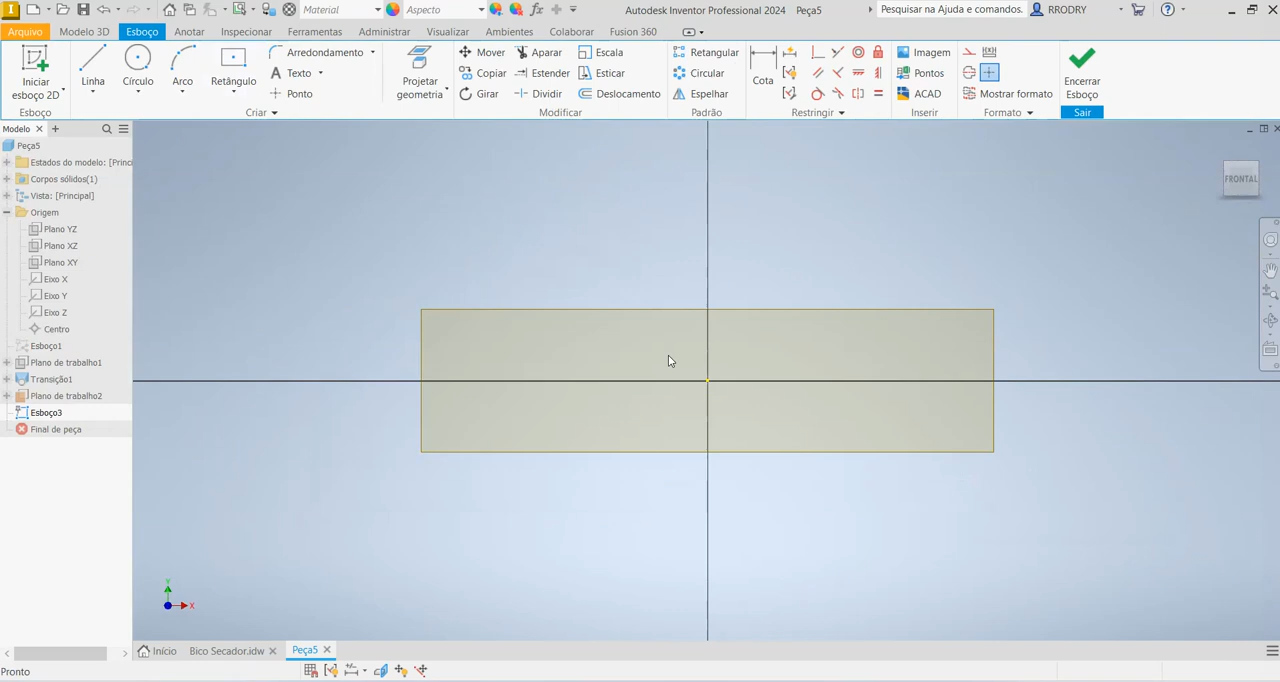 Material
Aspecto
Autodesk Inventor Professional 2024 Peça5
Pesquisar na Ajuda e comandos.
RRODRY
Arquivo Modelo 3D Esboço Anotar Inspecionar Ferramentas Administrar Visualizar Ambientes Colaborar Fusion 360
Iniciar esboço 2D
Linha
Círculo
Arco
Retângulo
Arredondamento
Texto
Ponto
Projetar geometria
Mover
Copiar
Girar
Aparar
Estender
Dividir
Escala
Esticar
Deslocamento
Retangular
Circular
Espelhar
Cota
Imagem
Pontos
ACAD
Mostrar formato
Encerrar Esboço
Esboço Criar Modificar Padrão Restringir Inserir Formato Sair
Modelo
Peça5
Estados do modelo: [Princ
Corpos sólidos(1)
Vista: [Principal]
Origem
Plano YZ
Plano XZ
Plano XY
Eixo X
Eixo Y
Eixo Z
Centro
Esboço1
Plano de trabalho1
Transição1
Plano de trabalho2
Esboço3
Final de peça
FRONTAL
Y
X
Início Bico Secador.idw Peça5
Pronto